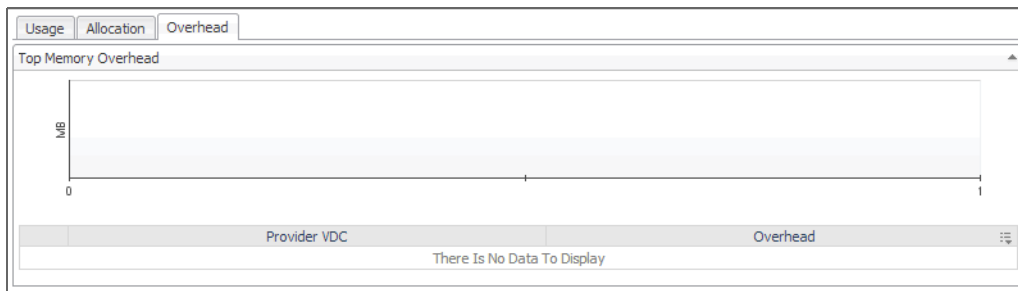 Usage Allocation Overhead
Top Memory Overhead
MB
0 1
Provider VDC Overhead
There Is No Data To Display